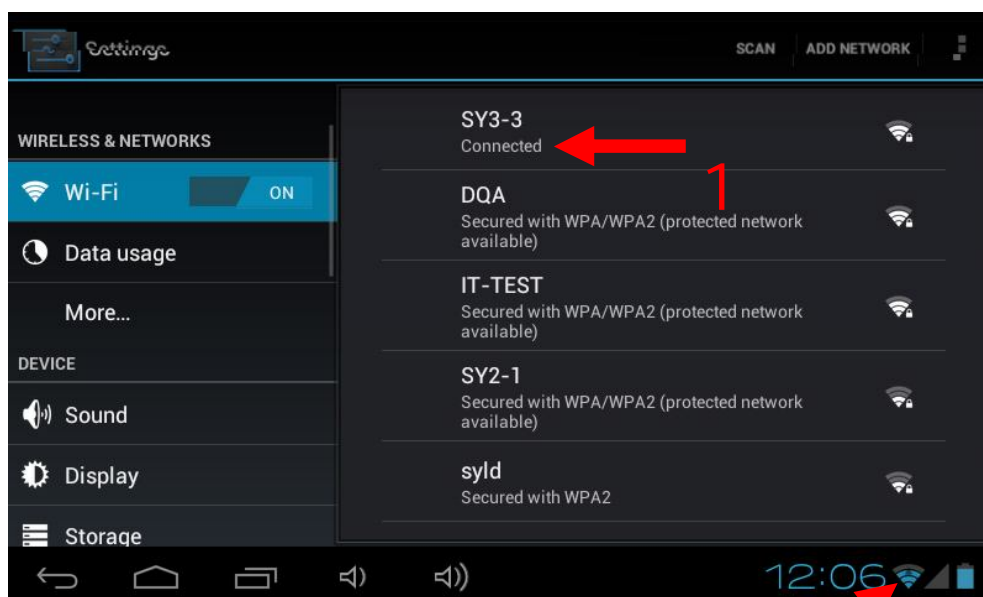 Settings
SCAN
ADD NETWORK
WIRELESS & NETWORKS
Wi-Fi
ON
Data usage
More...
DEVICE
Sound
Display
Storage
SY3-3
Connected
1
DQA
Secured with WPA/WPA2 (protected network
available)
IT-TEST
Secured with WPA/WPA2 (protected network
available)
SY2-1
Secured with WPA/WPA2 (protected network
available)
syld
Secured with WPA2
12:06